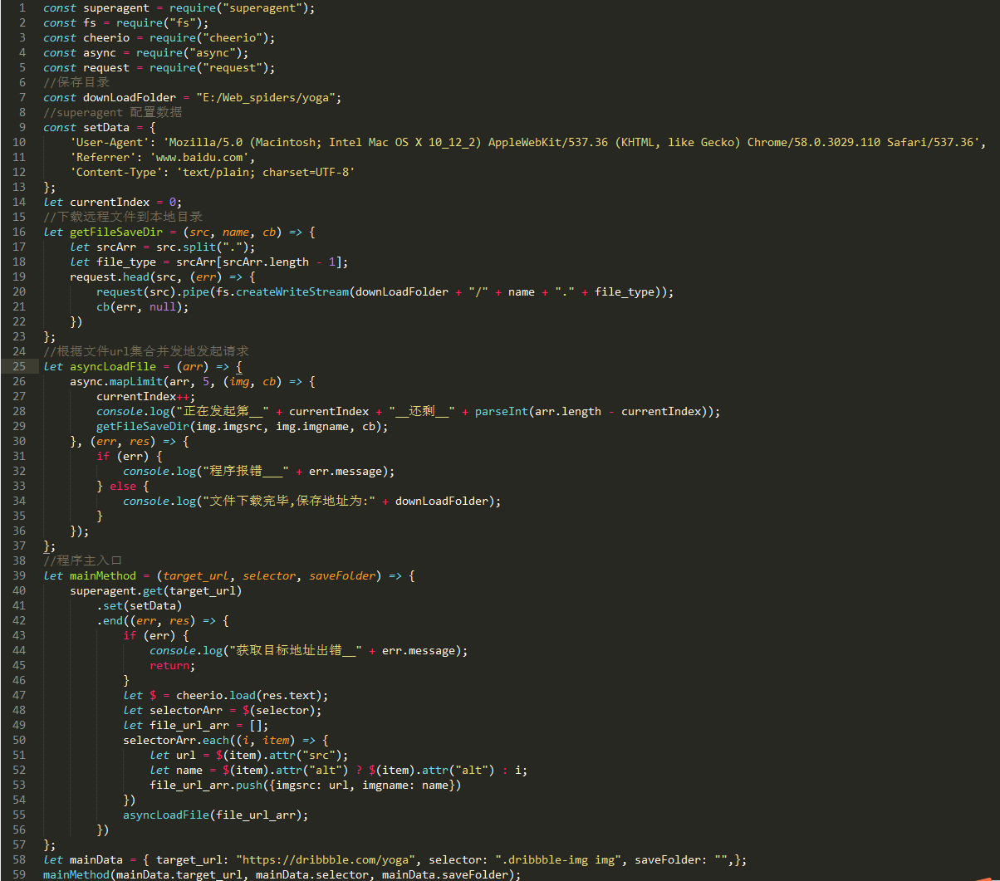 1 const superagent = require("superagent");
2 const fs = require("fs");
3 const cheerio = require("cheerio");
4 const async = require("async");
5 const request = require("request");
6 //保存目录
7 const downLoadFolder = "E:/Web_spiders/yoga";
8 //superagent 配置数据
9 const setData = {
10     'User-Agent': 'Mozilla/5.0 (Macintosh; Intel Mac OS X 10_12_2) AppleWebKit/537.36 (KHTML, like Gecko) Chrome/58.0.3029.110 Safari/537.36',
11     'Referrer': 'www.baidu.com',
12     'Content-Type': 'text/plain; charset=UTF-8'
13 };
14 let currentIndex = 0;
15 //下载远程文件到本地目录
16 let getFileSaveDir = (src, name, cb) => {
17     let srcArr = src.split(".");
18     let file_type = srcArr[srcArr.length - 1];
19     request.head(src, (err) => {
20         request(src).pipe(fs.createWriteStream(downLoadFolder + "/" + name + "." + file_type));
21         cb(err, null);
22     })
23 };
24 //根据文件url集合并发地发起请求
25 let asyncLoadFile = (arr) => {
26     async.mapLimit(arr, 5, (img, cb) => {
27         currentIndex++;
28         console.log("正在发起第__" + currentIndex + "__还剩__" + parseInt(arr.length - currentIndex));
29         getFileSaveDir(img.imgsrc, img.imgname, cb);
30     }, (err, res) => {
31         if (err) {
32             console.log("程序报错___" + err.message);
33         } else {
34             console.log("文件下载完毕,保存地址为:" + downLoadFolder);
35         }
36     });
37 };
38 //程序主入口
39 let mainMethod = (target_url, selector, saveFolder) => {
40     superagent.get(target_url)
41         .set(setData)
42         .end((err, res) => {
43             if (err) {
44                 console.log("获取目标地址出错__" + err.message);
45                 return;
46             }
47             let $ = cheerio.load(res.text);
48             let selectorArr = $(selector);
49             let file_url_arr = [];
50             selectorArr.each((i, item) => {
51                 let url = $(item).attr("src");
52                 let name = $(item).attr("alt") ? $(item).attr("alt") : i;
53                 file_url_arr.push({imgsrc: url, imgname: name})
54             })
55             asyncLoadFile(file_url_arr);
56         })
57 };
58 let mainData = { target_url: "https://dribbble.com/yoga", selector: ".dribbble-img img", saveFolder: "",};
59 mainMethod(mainData.target_url, mainData.selector, mainData.saveFolder);